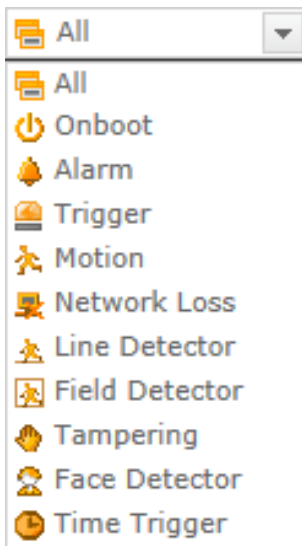 All
All
Onboot
Alarm
Trigger
Motion
Network Loss
Line Detector
Field Detector
Tampering
Face Detector
Time Trigger